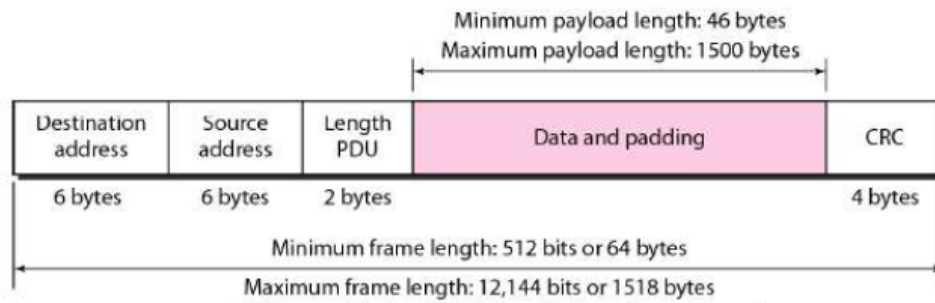 Minimum payload length: 46 bytes
Maximum payload length: 1500 bytes
Destination address
Source address
Length PDU
Data and padding
CRC
6 bytes
6 bytes
2 bytes
4 bytes
Minimum frame length: 512 bits or 64 bytes
Maximum frame length: 12,144 bits or 1518 bytes